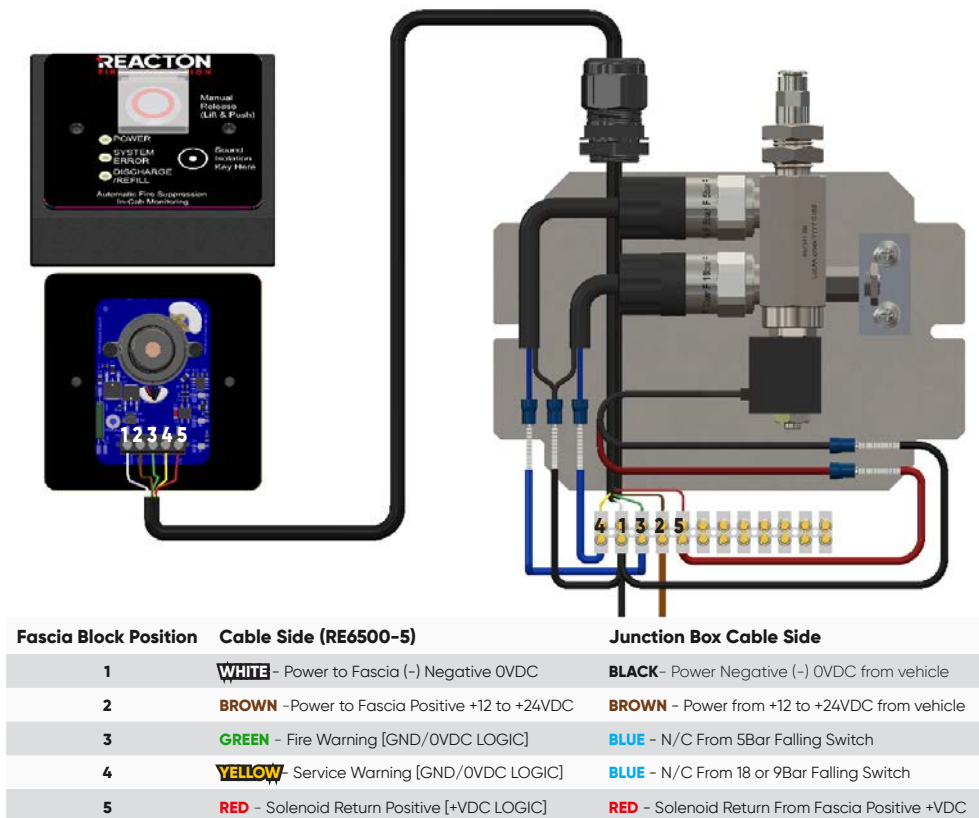 REACTON
Manual
Release
(Lift & Push)
POWER
SYSTEM
ERROR
DISCHARGE
/REFILL
Sound
Isolation
Key Here
Automatic Fire Suppression
In-Cab Monitoring
12345
4 1 3 2 5
Fascia Block Position Cable Side (RE6500-5) Junction Box Cable Side
1 WHITE - Power to Fascia (-) Negative 0VDC BLACK- Power Negative (-) 0VDC from vehicle
2 BROWN -Power to Fascia Positive +12 to +24VDC BROWN - Power from +12 to +24VDC from vehicle
3 GREEN - Fire Warning [GND/0VDC LOGIC] BLUE - N/C From 5Bar Falling Switch
4 YELLOW- Service Warning [GND/0VDC LOGIC] BLUE - N/C From 18 or 9Bar Falling Switch
5 RED - Solenoid Return Positive [+VDC LOGIC] RED - Solenoid Return From Fascia Positive +VDC